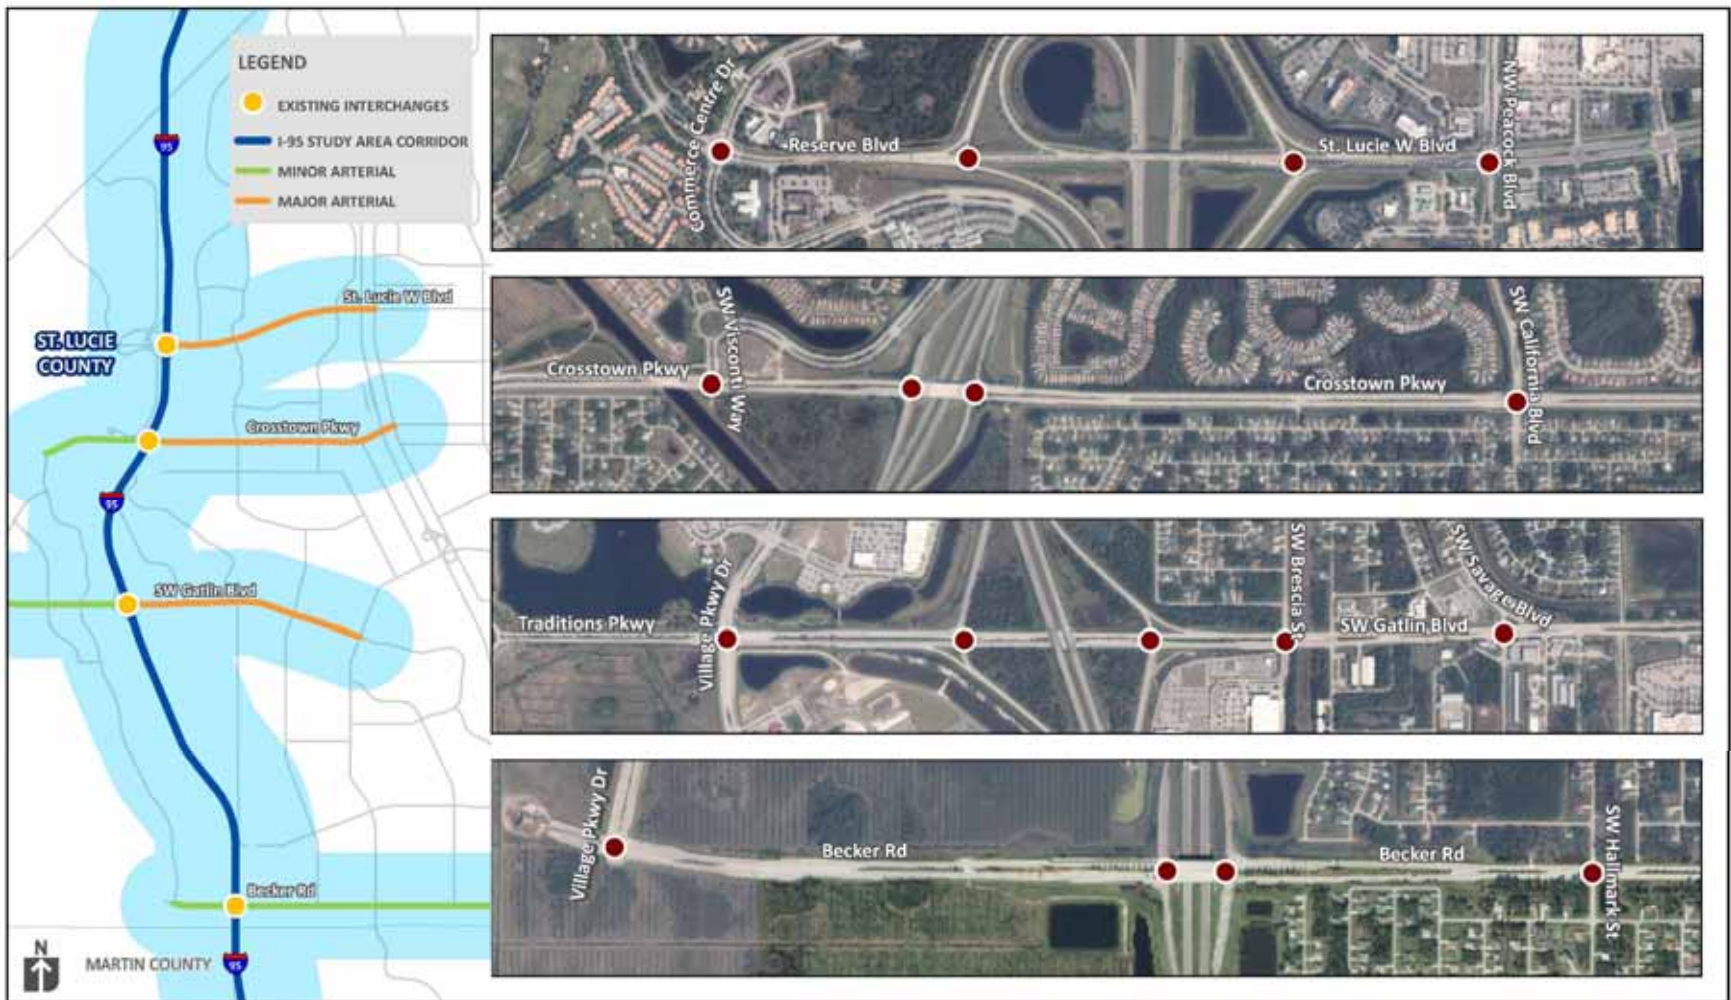 LEGEND
EXISTING INTERCHANGES
I-95 STUDY AREA CORRIDOR
MINOR ARTERIAL
MAJOR ARTERIAL
95
St. Lucie W Blvd
ST. LUCIE
COUNTY
Crosstown Pkwy
95
SW Gatlin Blvd
Becker Rd
N
MARTIN COUNTY
95
Commerce Centre Dr
Reserve Blvd
St. Lucie W Blvd
NW Peacock Blvd
Crosstown Pkwy
SW Visconti Way
Crosstown Pkwy
SW California Blvd
Traditions Pkwy
Village Pkwy Dr
SW Brescia St
SW Gatlin Blvd
SW Savage Blvd
Village Pkwy Dr
Becker Rd
Becker Rd
SW Hallmark St